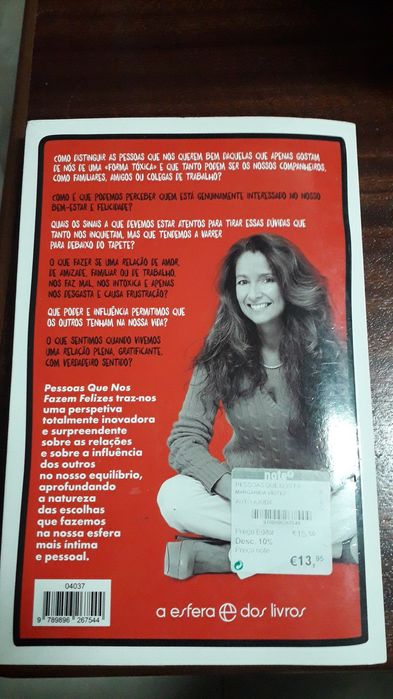 COMO DISTINGUIR AS PESSOAS QUE NOS QUEREM BEM DAQUELAS QUE APENAS GOSTAM
DE NÓS DE UMA «FORMA TÓXICA» E QUE TANTO PODEM SER OS NOSSOS COMPANHEIROS,
COMO FAMILIARES, AMIGOS OU COLEGAS DE TRABALHO?
COMO É QUE PODEMOS PERCEBER QUEM ESTÁ GENUINAMENTE INTERESSADO NO NOSSO
BEM-ESTAR E FELICIDADE?
QUAIS OS SINAIS A QUE DEVEMOS ESTAR ATENTOS PARA TIRAR ESSAS DÚVIDAS QUE
TANTO NOS INQUIETAM, MAS QUE TENDEMOS A VARRER
PARA DEBAIXO DO TAPETE?
O QUE FAZER SE UMA RELAÇÃO DE AMOR,
DE AMIZADE, FAMILIAR OU DE TRABALHO,
NOS FAZ MAL, NOS INTOXICA E APENAS
NOS DESGASTA E CAUSA FRUSTRAÇÃO?
QUE PODER E INFLUÊNCIA PERMITIMOS QUE
OS OUTROS TENHAM NA NOSSA VIDA?
O QUE SENTIMOS QUANDO VIVEMOS
UMA RELAÇÃO PLENA, GRATIFICANTE,
COM VERDADEIRO SENTIDO?
Pessoas Que Nos
Fazem Felizes traz-nos
uma perspetiva
totalmente inovadora
e surpreendente
sobre as relações
e sobre a influência
dos outros
no nosso equilíbrio,
aprofundando
a natureza
das escolhas
que fazemos
na nossa esfera
mais íntima
e pessoal.
note!
PESSOAS QUE NOS
MARGARIDA
Preço Editor
Desc. 10%
Preço note
€13,95
04037
9 789896 267544
a esfera e dos livros